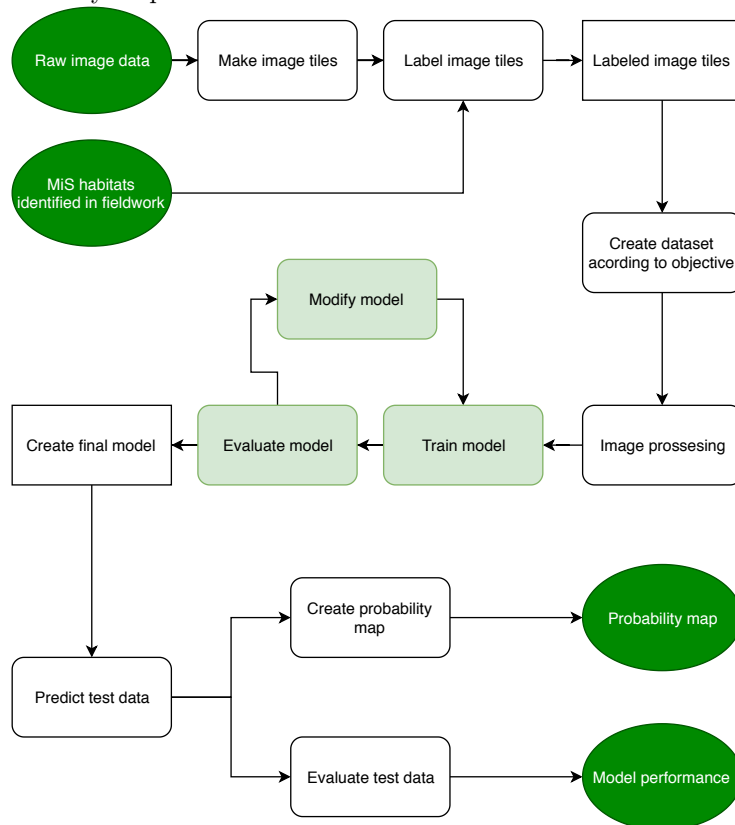 Raw image data
Make image tiles
Label image tiles
Labeled image tiles
MiS habitats
identified in fieldwork
Create dataset
acording to objective
Modify model
Create final model
Evaluate model
Train model
Image prossesing
Create probability
map
Probability map
Predict test data
Evaluate test data
Model performance